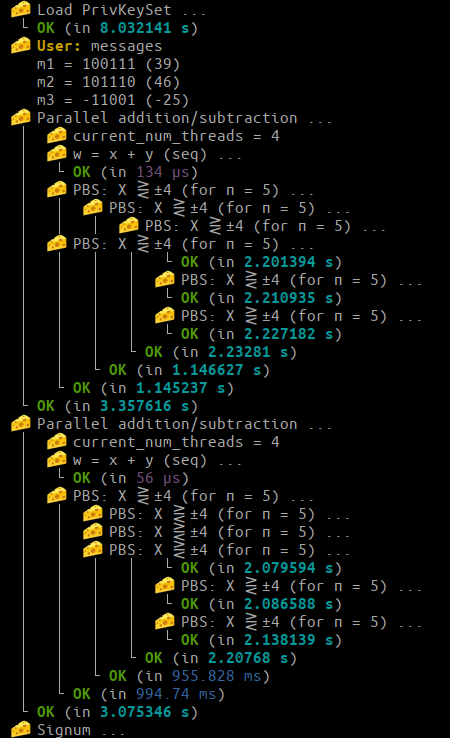 🧀 Load PrivKeySet ...
└ OK (in 8.032141 s)
🧀 User: messages
m1 = 100111 (39)
m2 = 101110 (46)
m3 = -11001 (-25)
🧀 Parallel addition/subtraction ...
│ 🧀 current_num_threads = 4
│ 🧀 w = x + y (seq) ...
│ └ OK (in 134 µs)
│ 🧀 PBS: X ⋛ ±4 (for π = 5) ...
│ │ 🧀 PBS: X ⋛ ±4 (for π = 5) ...
│ │ │ 🧀 PBS: X ⋛ ±4 (for π = 5) ...
│ 🧀 PBS: X ⋛ ±4 (for π = 5) ...
│ │ │ │ └ OK (in 2.201394 s)
│ │ │ │ 🧀 PBS: X ⋛ ±4 (for π = 5) ...
│ │ │ │ └ OK (in 2.210935 s)
│ │ │ │ 🧀 PBS: X ⋛ ±4 (for π = 5) ...
│ │ │ │ └ OK (in 2.227182 s)
│ │ │ └ OK (in 2.23281 s)
│ │ └ OK (in 1.146627 s)
│ └ OK (in 1.145237 s)
└ OK (in 3.357616 s)
🧀 Parallel addition/subtraction ...
│ 🧀 current_num_threads = 4
│ 🧀 w = x + y (seq) ...
│ └ OK (in 56 µs)
│ 🧀 PBS: X ⋛ ±4 (for π = 5) ...
│ │ 🧀 PBS: X ⋛ ±4 (for π = 5) ...
│ │ 🧀 PBS: X ⋛ ±4 (for π = 5) ...
│ │ 🧀 PBS: X ⋛ ±4 (for π = 5) ...
│ │ │ │ └ OK (in 2.079594 s)
│ │ │ │ 🧀 PBS: X ⋛ ±4 (for π = 5) ...
│ │ │ │ └ OK (in 2.086588 s)
│ │ │ │ 🧀 PBS: X ⋛ ±4 (for π = 5) ...
│ │ │ │ └ OK (in 2.138139 s)
│ │ │ └ OK (in 2.20768 s)
│ │ └ OK (in 955.828 ms)
│ └ OK (in 994.74 ms)
└ OK (in 3.075346 s)
🧀 Signum ...